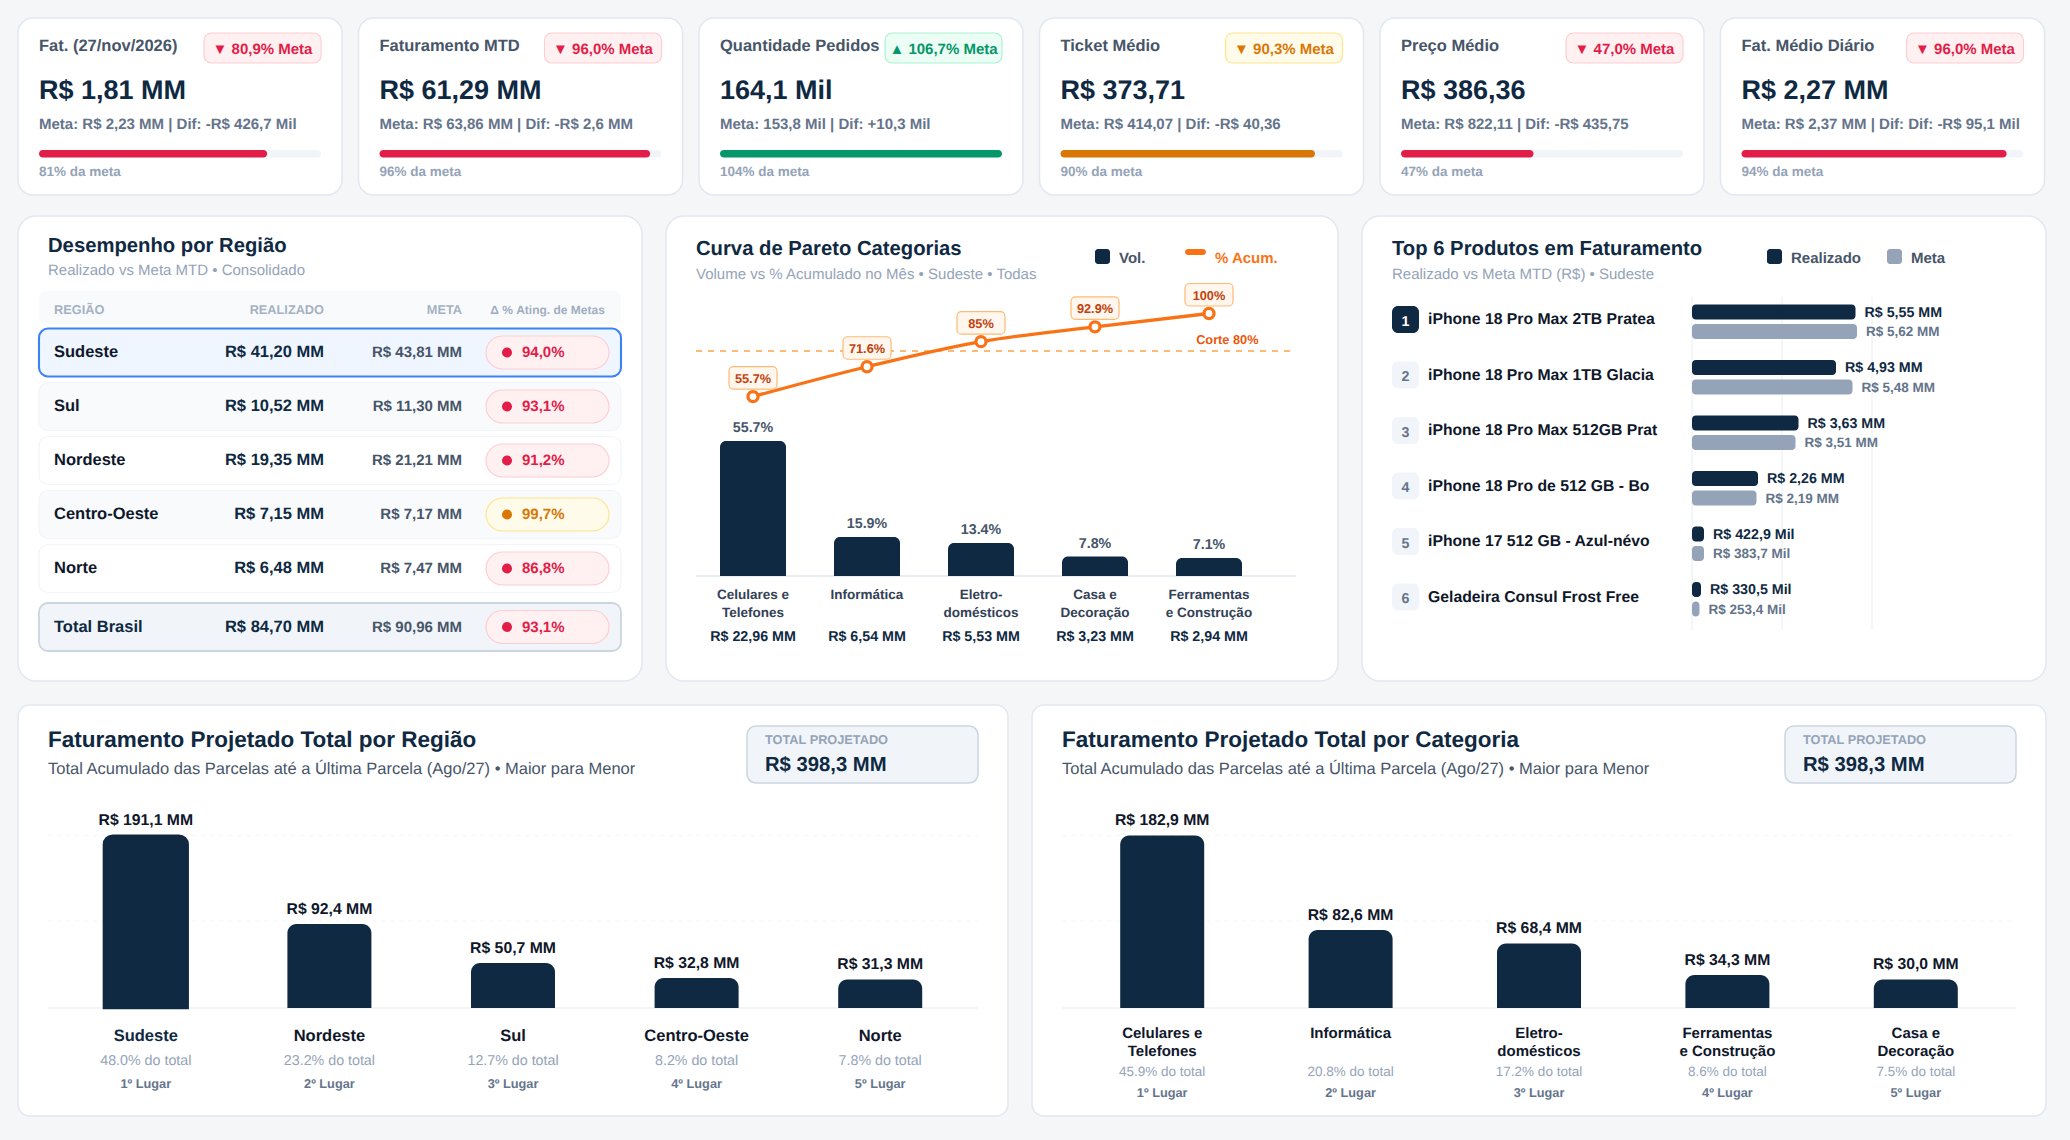 Fat. (27/nov/2026)
▼ 80,9% Meta
R$ 1,81 MM
Meta: R$ 2,23 MM | Dif: -R$ 426,7 Mil
81% da meta
Faturamento MTD
▼ 96,0% Meta
R$ 61,29 MM
Meta: R$ 63,86 MM | Dif: -R$ 2,6 MM
96% da meta
Quantidade Pedidos
▲ 106,7% Meta
164,1 Mil
Meta: 153,8 Mil | Dif: +10,3 Mil
104% da meta
Ticket Médio
▼ 90,3% Meta
R$ 373,71
Meta: R$ 414,07 | Dif: -R$ 40,36
90% da meta
Preço Médio
▼ 47,0% Meta
R$ 386,36
Meta: R$ 822,11 | Dif: -R$ 435,75
47% da meta
Fat. Médio Diário
▼ 96,0% Meta
R$ 2,27 MM
Meta: R$ 2,37 MM | Dif: Dif: -R$ 95,1 Mil
94% da meta
Desempenho por Região
Realizado vs Meta MTD • Consolidado
REGIÃO REALIZADO META Δ % Ating. de Metas
Sudeste R$ 41,20 MM R$ 43,81 MM 94,0%
Sul R$ 10,52 MM R$ 11,30 MM 93,1%
Nordeste R$ 19,35 MM R$ 21,21 MM 91,2%
Centro-Oeste R$ 7,15 MM R$ 7,17 MM 99,7%
Norte R$ 6,48 MM R$ 7,47 MM 86,8%
Total Brasil R$ 84,70 MM R$ 90,96 MM 93,1%
Curva de Pareto Categorias
Volume vs % Acumulado no Mês • Sudeste • Todas
Vol. % Acum.
100%
92.9%
85%
71.6%
55.7%
Corte 80%
55.7%
15.9%
13.4%
7.8%
7.1%
Celulares e
Telefones
R$ 22,96 MM
Informática
R$ 6,54 MM
Eletro-
domésticos
R$ 5,53 MM
Casa e
Decoração
R$ 3,23 MM
Ferramentas
e Construção
R$ 2,94 MM
Top 6 Produtos em Faturamento
Realizado vs Meta MTD (R$) • Sudeste
Realizado Meta
1 iPhone 18 Pro Max 2TB Pratea R$ 5,55 MM
R$ 5,62 MM
2 iPhone 18 Pro Max 1TB Glacia R$ 4,93 MM
R$ 5,48 MM
3 iPhone 18 Pro Max 512GB Prat R$ 3,63 MM
R$ 3,51 MM
4 iPhone 18 Pro de 512 GB - Bo R$ 2,26 MM
R$ 2,19 MM
5 iPhone 17 512 GB - Azul-névo R$ 422,9 Mil
R$ 383,7 Mil
6 Geladeira Consul Frost Free R$ 330,5 Mil
R$ 253,4 Mil
Faturamento Projetado Total por Região
Total Acumulado das Parcelas até a Última Parcela (Ago/27) • Maior para Menor
TOTAL PROJETADO
R$ 398,3 MM
R$ 191,1 MM
R$ 92,4 MM
R$ 50,7 MM
R$ 32,8 MM
R$ 31,3 MM
Sudeste
48.0% do total
1º Lugar
Nordeste
23.2% do total
2º Lugar
Sul
12.7% do total
3º Lugar
Centro-Oeste
8.2% do total
4º Lugar
Norte
7.8% do total
5º Lugar
Faturamento Projetado Total por Categoria
Total Acumulado das Parcelas até a Última Parcela (Ago/27) • Maior para Menor
TOTAL PROJETADO
R$ 398,3 MM
R$ 182,9 MM
R$ 82,6 MM
R$ 68,4 MM
R$ 34,3 MM
R$ 30,0 MM
Celulares e
Telefones
45.9% do total
1º Lugar
Informática
20.8% do total
2º Lugar
Eletro-
domésticos
17.2% do total
3º Lugar
Ferramentas
e Construção
8.6% do total
4º Lugar
Casa e
Decoração
7.5% do total
5º Lugar